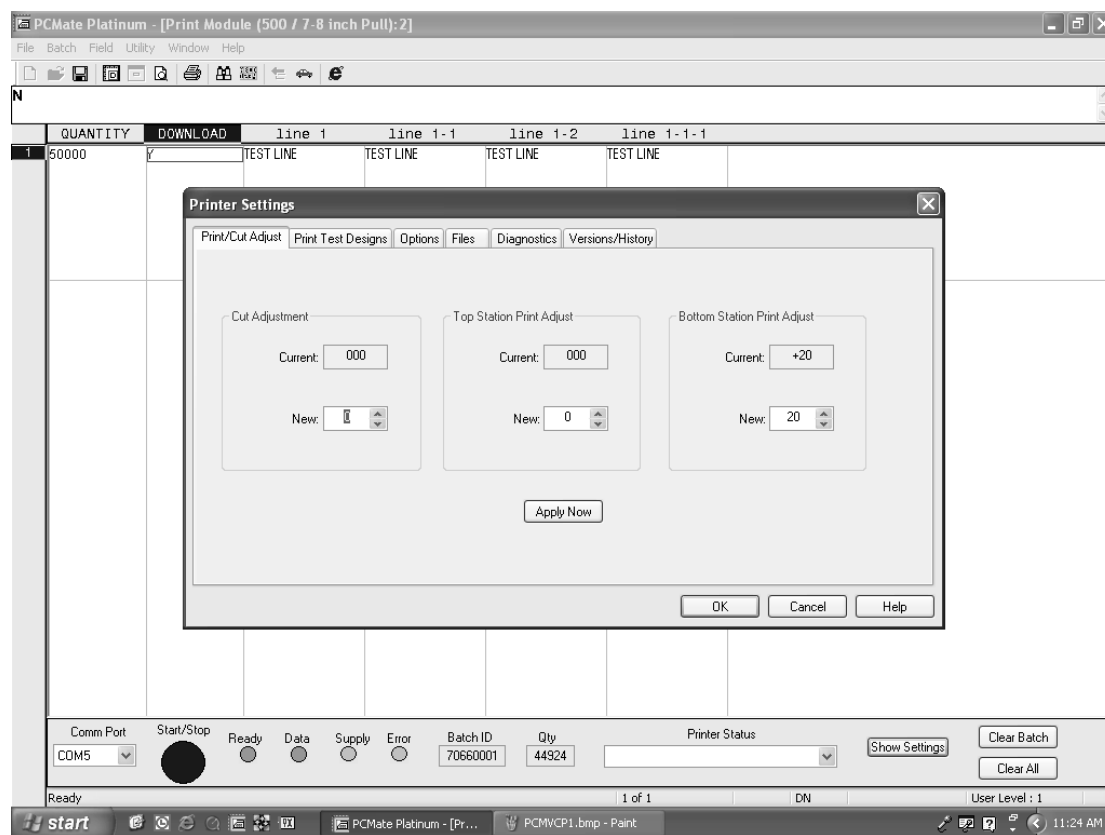 PCMate Platinum - [Print Module (500 / 7-8 inch Pull):2]
File Batch Field Utility Window Help
N
QUANTITY DOWNLOAD line 1 line 1-1 line 1-2 line 1-1-1
1 50000 Y TEST LINE TEST LINE TEST LINE TEST LINE
Printer Settings
Print/Cut Adjust Print Test Designs Options Files Diagnostics Versions/History
Cut Adjustment Top Station Print Adjust Bottom Station Print Adjust
Current: 000 Current: 000 Current: +20
New: 0 New: 0 New: 20
Apply Now
OK Cancel Help
Comm Port Start/Stop Ready Data Supply Error Batch ID Qty Printer Status
COM5 70660001 44924 Show Settings Clear Batch
Clear All
Ready 1 of 1 DN User Level : 1
start PCMate Platinum - [Pr... PCMVCP1.bmp - Paint 11:24 AM